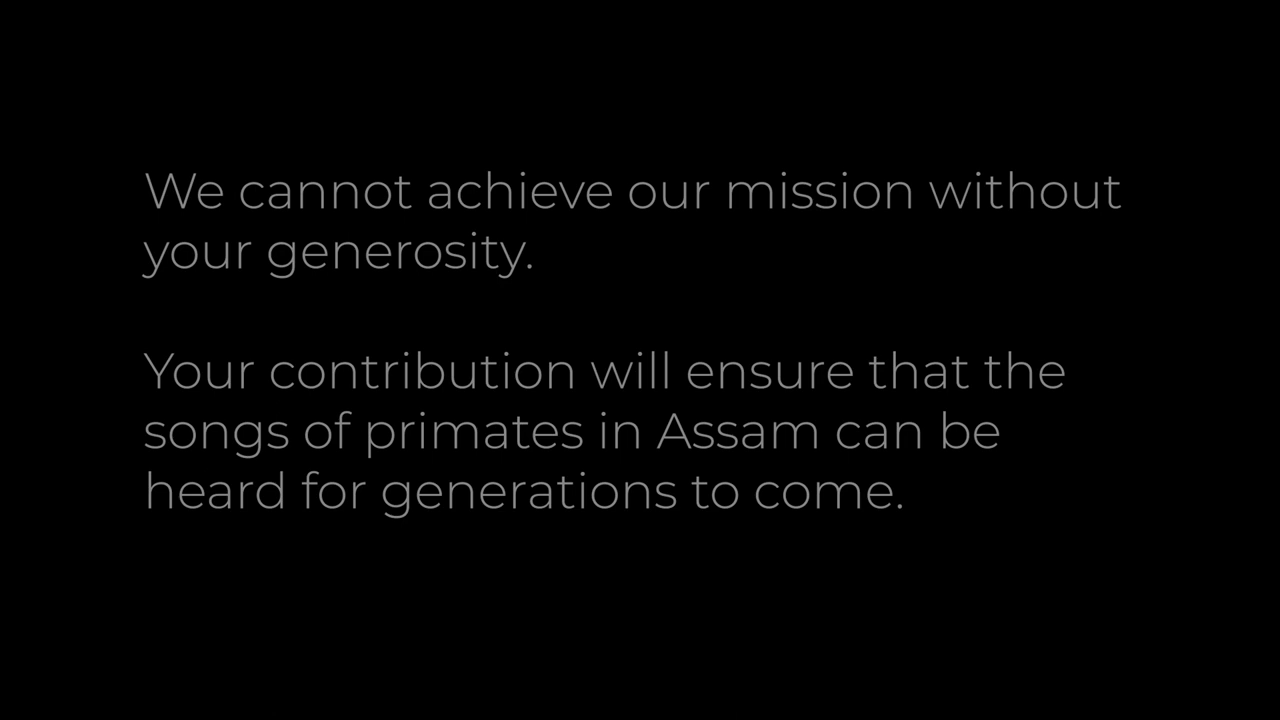 We cannot achieve our mission without
your generosity.
Your contribution will ensure that the
songs of primates in Assam can be
heard for generations to come.